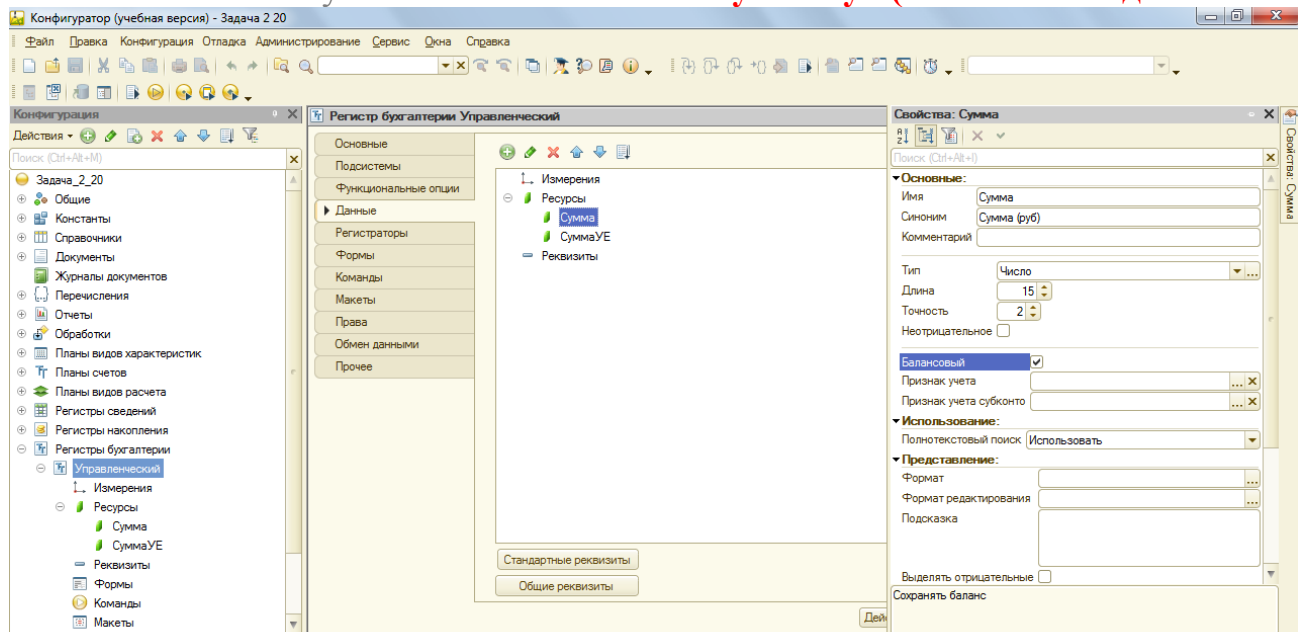 Конфигуратор (учебная версия) - Задача 2 20
Файл Правка Конфигурация Отладка Администрирование Сервис Окна Справка
Конфигурация
Действия
Поиск (Ctrl+Alt+M)
Задача_2_20
Общие
Константы
Справочники
Документы
Журналы документов
Перечисления
Отчеты
Обработки
Планы видов характеристик
Планы счетов
Планы видов расчета
Регистры сведений
Регистры накопления
Регистры бухгалтерии
Управленческий
Измерения
Ресурсы
Сумма
СуммаУЕ
Реквизиты
Формы
Команды
Макеты
Регистр бухгалтерии Управленческий
Основные
Подсистемы
Функциональные опции
Данные
Регистраторы
Формы
Команды
Макеты
Права
Обмен данными
Прочее
Измерения
Ресурсы
Сумма
СуммаУЕ
Реквизиты
Стандартные реквизиты
Общие реквизиты
Дей
Свойства: Сумма
Поиск (Ctrl+Alt+I)
Основные:
Имя Сумма
Синоним Сумма (руб)
Комментарий
Тип Число
Длина 15
Точность 2
Неотрицательное
Балансовый
Признак учета
Признак учета субконто
Использование:
Полнотекстовый поиск Использовать
Представление:
Формат
Формат редактирования
Подсказка
Выделять отрицательные
Сохранять баланс
Свойства: Сумма